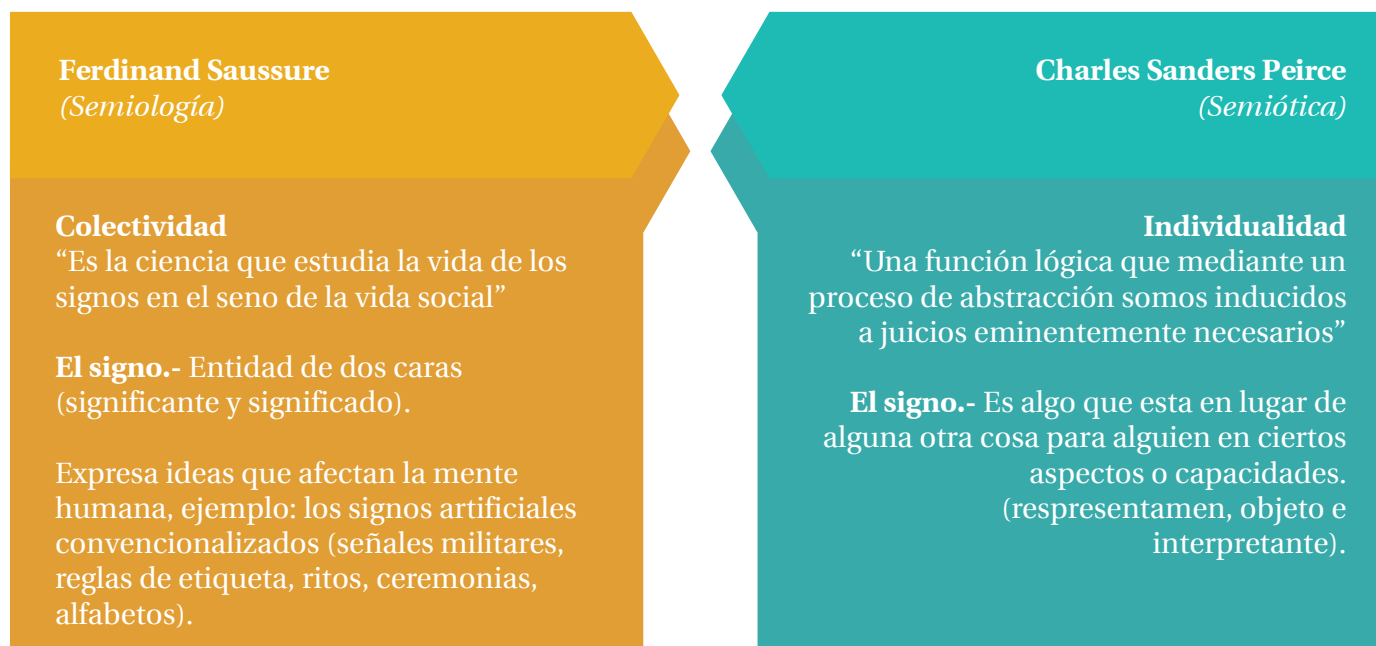 Ferdinand Saussure
(Semiología)
Colectividad
“Es la ciencia que estudia la vida de los
signos en el seno de la vida social”
El signo.- Entidad de dos caras
(significante y significado).
Expresa ideas que afectan la mente
humana, ejemplo: los signos artificiales
convencionalizados (señales militares,
reglas de etiqueta, ritos, ceremonias,
alfabetos).
Charles Sanders Peirce
(Semiótica)
Individualidad
“Una función lógica que mediante un
proceso de abstracción somos inducidos
a juicios eminentemente necesarios”
El signo.- Es algo que esta en lugar de
alguna otra cosa para alguien en ciertos
aspectos o capacidades.
(respresentamen, objeto e
interpretante).